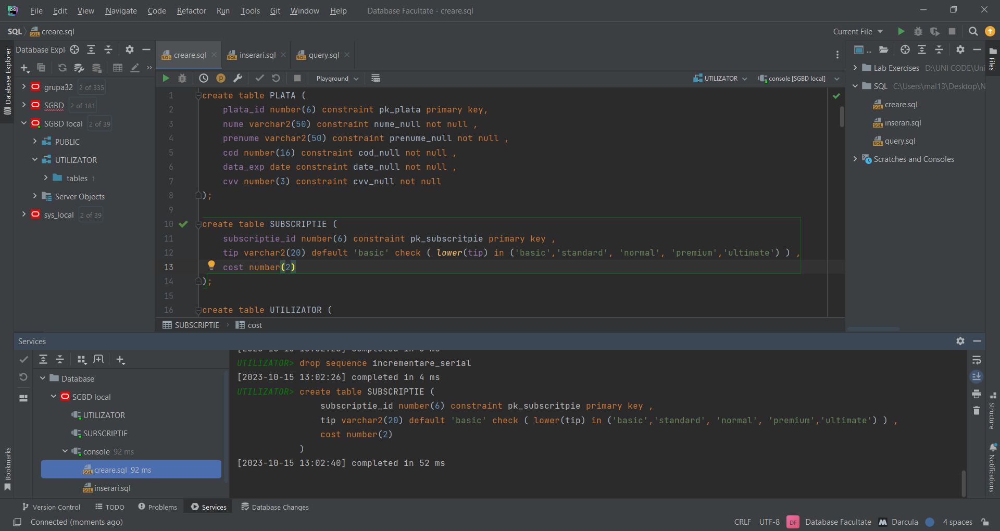 DG File Edit View Navigate Code Refactor Run Tools Git Window Help Database Facultate - creare.sql
SQL creare.sql Current File
Database Expl
creare.sql inserari.sql query.sql
Database Explorer
Files
Playground UTILIZATOR console [SGBD local]
grupa32 2 of 335
SGBD 2 of 181
SGBD local 2 of 39
PUBLIC
UTILIZATOR
tables 1
Server Objects
sys_local 2 of 39
1 create table PLATA (
2 plata_id number(6) constraint pk_plata primary key,
3 nume varchar2(50) constraint nume_null not null ,
4 prenume varchar2(50) constraint prenume_null not null ,
5 cod number(16) constraint cod_null not null ,
6 data_exp date constraint date_null not null ,
7 cvv number(3) constraint cvv_null not null
8 );
9
10 create table SUBSCRIPTIE (
11 subscriptie_id number(6) constraint pk_subscritpie primary key ,
12 tip varchar2(20) default 'basic' check ( lower(tip) in ('basic','standard', 'normal', 'premium','ultimate') ) ,
13 cost number(2)
14 );
15
16 create table UTILIZATOR (
SUBSCRIPTIE cost
Lab Exercises D:\UNI CODE\Uni
SQL C:\Users\mal13\Desktop\N
creare.sql
inserari.sql
query.sql
Scratches and Consoles
Services
Database
SGBD local
UTILIZATOR
SUBSCRIPTIE
console 92 ms
creare.sql 92 ms
inserari.sql
UTILIZATOR> drop sequence incrementare_serial
[2023-10-15 13:02:26] completed in 4 ms
UTILIZATOR> create table SUBSCRIPTIE (
subscriptie_id number(6) constraint pk_subscritpie primary key ,
tip varchar2(20) default 'basic' check ( lower(tip) in ('basic','standard', 'normal', 'premium','ultimate') ) ,
cost number(2)
)
[2023-10-15 13:02:40] completed in 52 ms
Bookmarks
Structure
Notifications
Version Control TODO Problems Services Database Changes
Connected (moments ago) CRLF UTF-8 DF Database Facultate Darcula 4 spaces